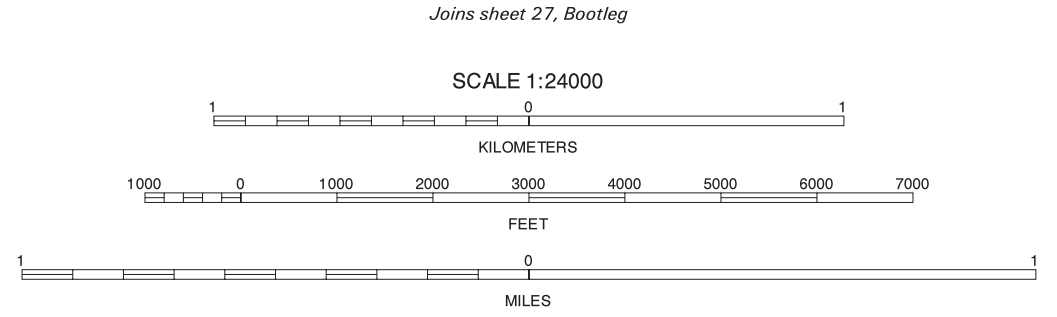 Joins sheet 27, Bootleg
SCALE 1:24000
1 0 1
KILOMETERS
1000 0 1000 2000 3000 4000 5000 6000 7000
FEET
1 0 1
MILES